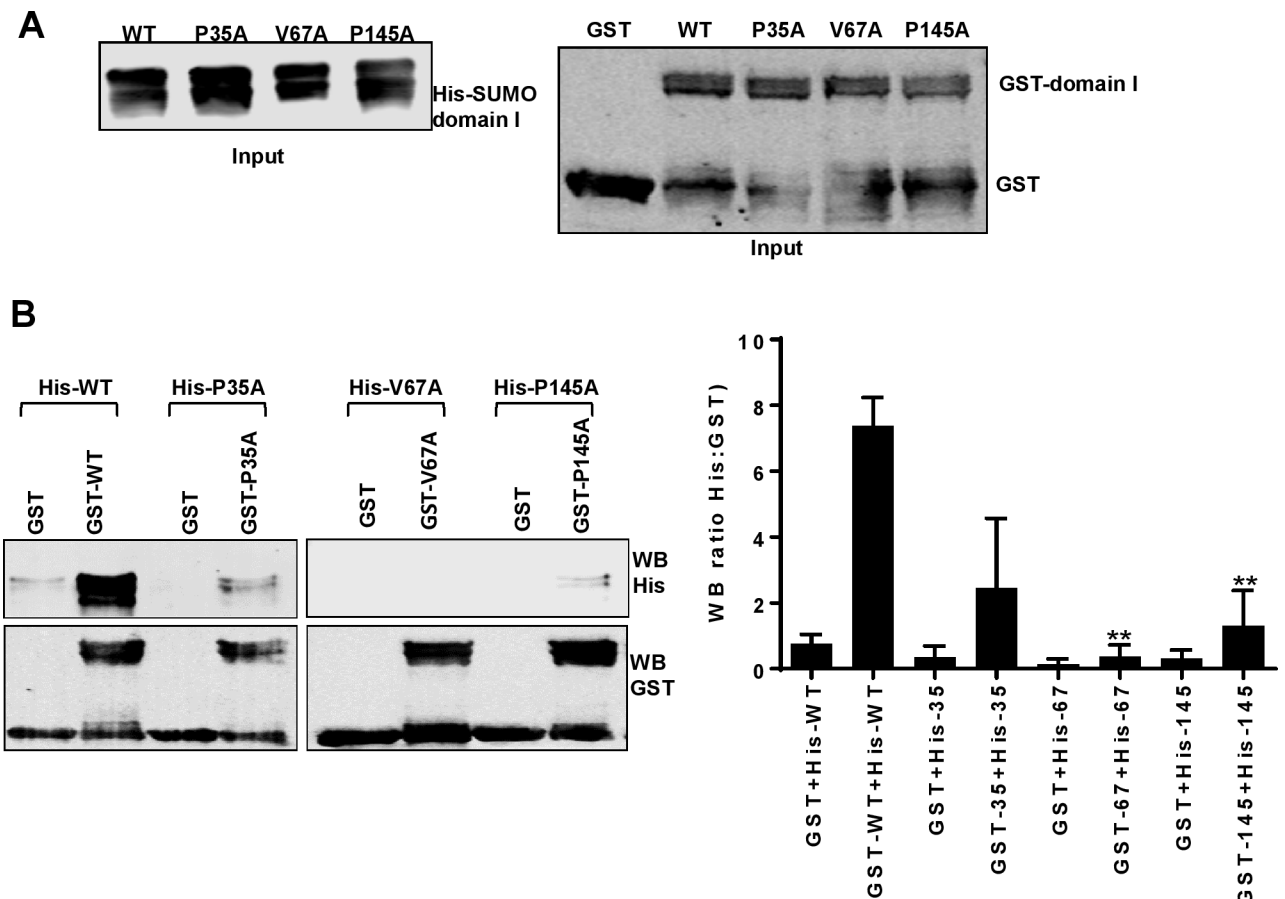 A
WT P35A V67A P145A
His-SUMO
domain I
Input
GST WT P35A V67A P145A
GST-domain I
GST
Input
B
His-WT His-P35A His-V67A His-P145A
GST GST-WT GST GST-P35A GST GST-V67A GST GST-P145A
WB
His
WB
GST
WB ratio His:GST)
10
8
6
4
2
0
** **
GST+His-WT
GST-WT+His-WT
GST+His-35
GST-35+His-35
GST+His-67
GST-67+His-67
GST+His-145
GST-145+His-145